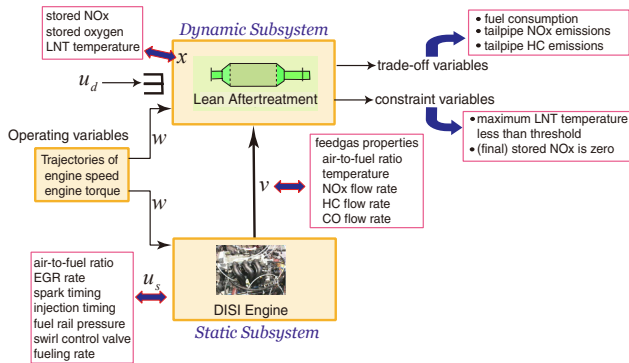 Dynamic Subsystem
stored NOx
stored oxygen
LNT temperature
x
u_d
Lean Aftertreatment
• fuel consumption
• tailpipe NOx emissions
• tailpipe HC emissions
trade-off variables
constraint variables
• maximum LNT temperature
less than threshold
• (final) stored NOx is zero
Operating variables
w
Trajectories of
engine speed
engine torque
w
v
feedgas properties
air-to-fuel ratio
temperature
NOx flow rate
HC flow rate
CO flow rate
air-to-fuel ratio
EGR rate
spark timing
injection timing
fuel rail pressure
swirl control valve
fueling rate
u_s
DISI Engine
Static Subsystem